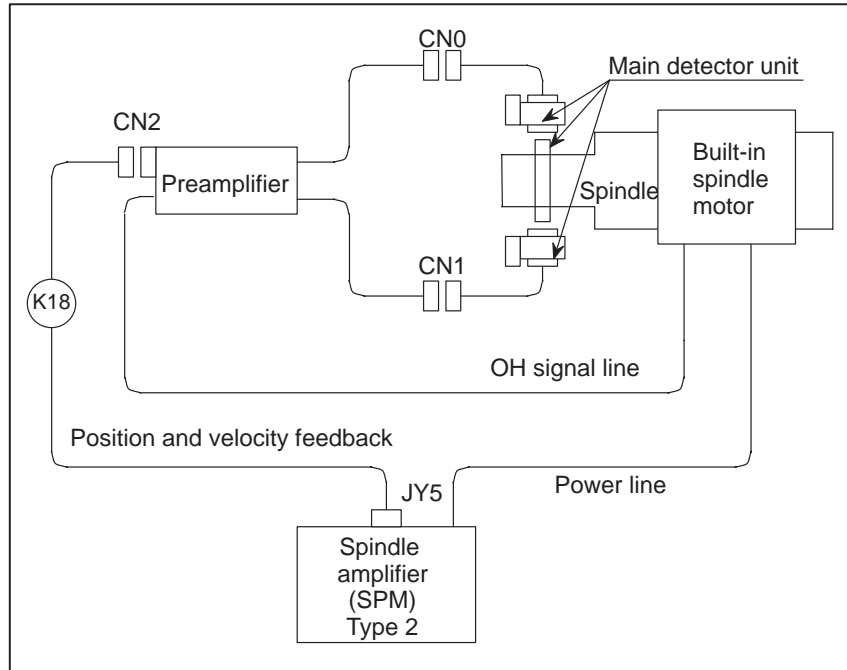 CN0
Main detector unit
CN2
Preamplifier
Built-in
spindle
motor
Spindle
CN1
K18
OH signal line
Position and velocity feedback
JY5
Power line
Spindle
amplifier
(SPM)
Type 2